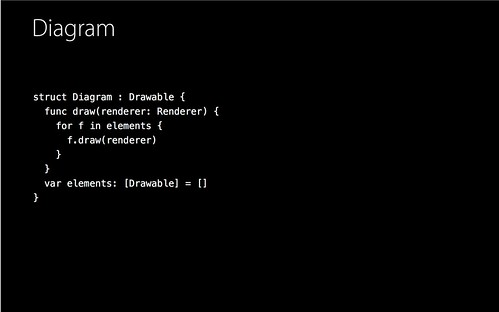 Diagram
struct Diagram : Drawable {
  func draw(renderer: Renderer) {
    for f in elements {
      f.draw(renderer)
    }
  }
  var elements: [Drawable] = []
}